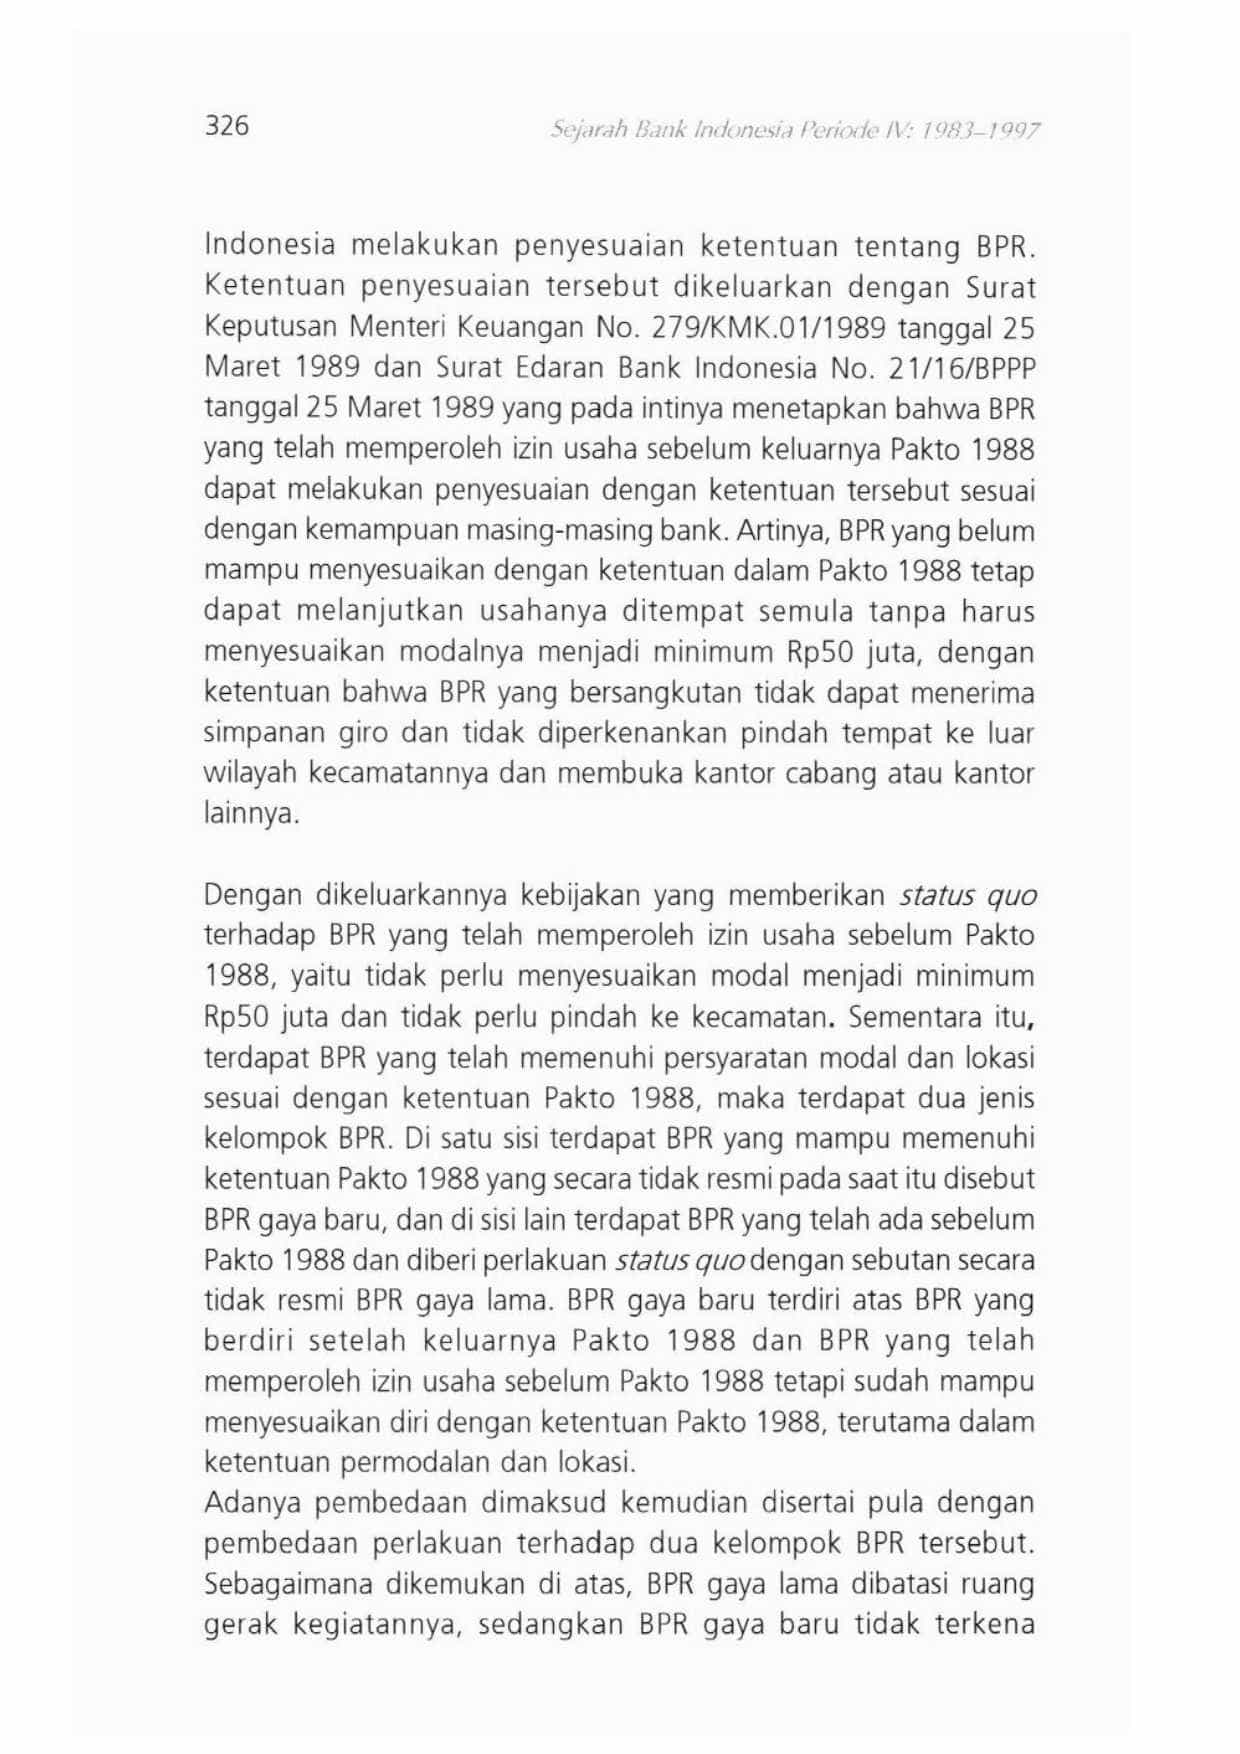 326
Sejarah Bank Indonesia Periode IV: 1983–1997
Indonesia melakukan penyesuaian ketentuan tentang BPR.
Ketentuan penyesuaian tersebut dikeluarkan dengan Surat
Keputusan Menteri Keuangan No. 279/KMK.01/1989 tanggal 25
Maret 1989 dan Surat Edaran Bank Indonesia No. 21/16/BPPP
tanggal 25 Maret 1989 yang pada intinya menetapkan bahwa BPR
yang telah memperoleh izin usaha sebelum keluarnya Pakto 1988
dapat melakukan penyesuaian dengan ketentuan tersebut sesuai
dengan kemampuan masing-masing bank. Artinya, BPR yang belum
mampu menyesuaikan dengan ketentuan dalam Pakto 1988 tetap
dapat melanjutkan usahanya ditempat semula tanpa harus
menyesuaikan modalnya menjadi minimum Rp50 juta, dengan
ketentuan bahwa BPR yang bersangkutan tidak dapat menerima
simpanan giro dan tidak diperkenankan pindah tempat ke luar
wilayah kecamatannya dan membuka kantor cabang atau kantor
lainnya.
Dengan dikeluarkannya kebijakan yang memberikan status quo
terhadap BPR yang telah memperoleh izin usaha sebelum Pakto
1988, yaitu tidak perlu menyesuaikan modal menjadi minimum
Rp50 juta dan tidak perlu pindah ke kecamatan. Sementara itu,
terdapat BPR yang telah memenuhi persyaratan modal dan lokasi
sesuai dengan ketentuan Pakto 1988, maka terdapat dua jenis
kelompok BPR. Di satu sisi terdapat BPR yang mampu memenuhi
ketentuan Pakto 1988 yang secara tidak resmi pada saat itu disebut
BPR gaya baru, dan di sisi lain terdapat BPR yang telah ada sebelum
Pakto 1988 dan diberi perlakuan status quo dengan sebutan secara
tidak resmi BPR gaya lama. BPR gaya baru terdiri atas BPR yang
berdiri setelah keluarnya Pakto 1988 dan BPR yang telah
memperoleh izin usaha sebelum Pakto 1988 tetapi sudah mampu
menyesuaikan diri dengan ketentuan Pakto 1988, terutama dalam
ketentuan permodalan dan lokasi.
Adanya pembedaan dimaksud kemudian disertai pula dengan
pembedaan perlakuan terhadap dua kelompok BPR tersebut.
Sebagaimana dikemukan di atas, BPR gaya lama dibatasi ruang
gerak kegiatannya, sedangkan BPR gaya baru tidak terkena